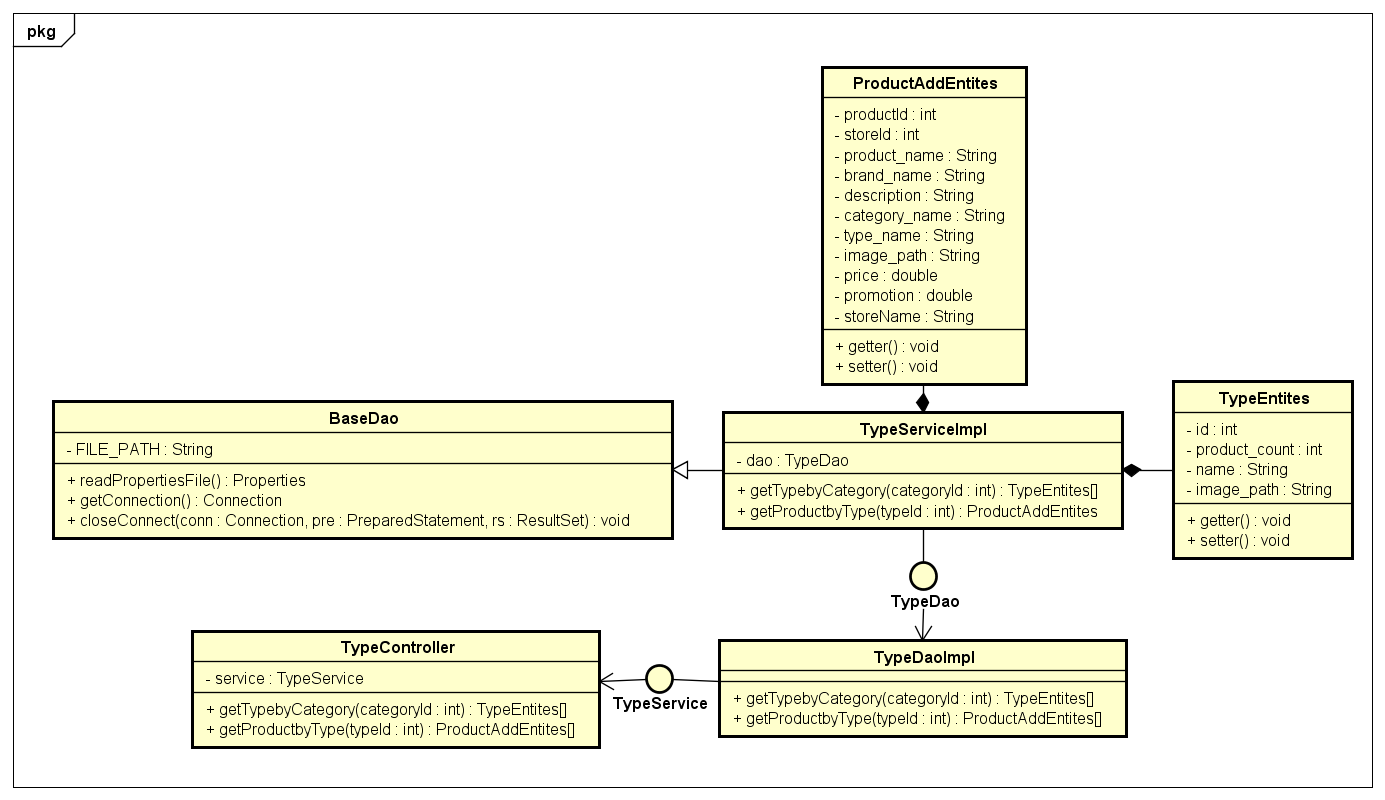 pkg
ProductAddEntites
- productId : int
- storeId : int
- product_name : String
- brand_name : String
- description : String
- category_name : String
- type_name : String
- image_path : String
- price : double
- promotion : double
- storeName : String
+ getter() : void
+ setter() : void
BaseDao
- FILE_PATH : String
+ readPropertiesFile() : Properties
+ getConnection() : Connection
+ closeConnect(conn : Connection, pre : PreparedStatement, rs : ResultSet) : void
TypeServiceImpl
- dao : TypeDao
+ getTypebyCategory(categoryId : int) : TypeEntites[]
+ getProductbyType(typeId : int) : ProductAddEntites
TypeEntites
- id : int
- product_count : int
- name : String
- image_path : String
+ getter() : void
+ setter() : void
TypeDao
TypeController
- service : TypeService
+ getTypebyCategory(categoryId : int) : TypeEntites[]
+ getProductbyType(typeId : int) : ProductAddEntites[]
TypeService
TypeDaoImpl
+ getTypebyCategory(categoryId : int) : TypeEntites[]
+ getProductbyType(typeId : int) : ProductAddEntites[]